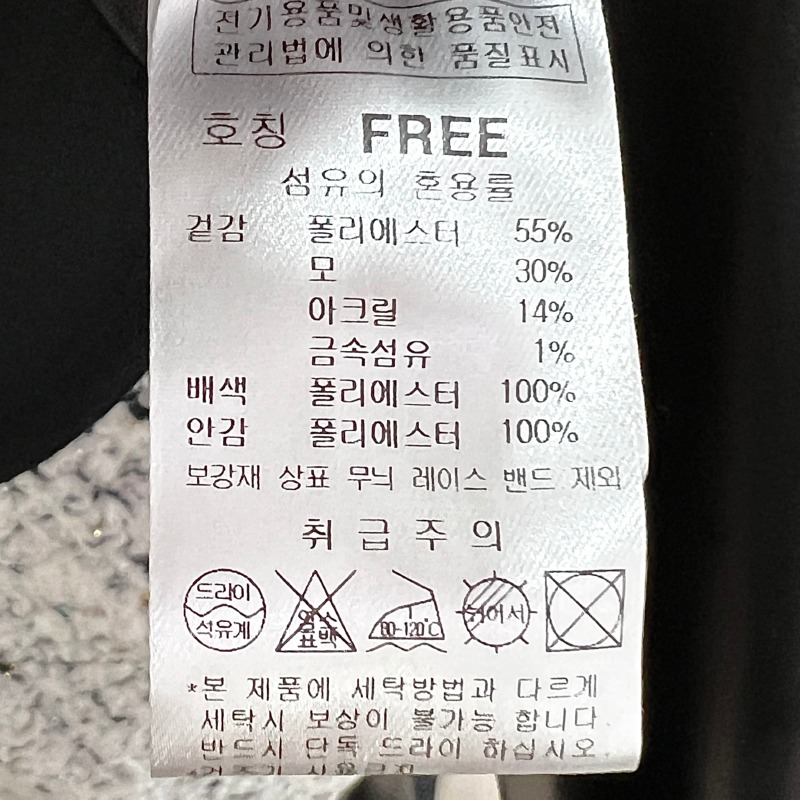 전기용품및생활용품안전
관리법에 의한 품질표시
호칭 FREE
섬유의 혼용률
겉감 폴리에스터 55%
모 30%
아크릴 14%
금속섬유 1%
배색 폴리에스터 100%
안감 폴리에스터 100%
보강재 상표 무늬 레이스 밴드 제외
취급주의
드라이
석유계
염소
표백
80-120℃
뉘어서
*본 제품에 세탁방법과 다르게
세탁시 보상이 불가능 합니다.
반드시 단독 드라이 하십시오.